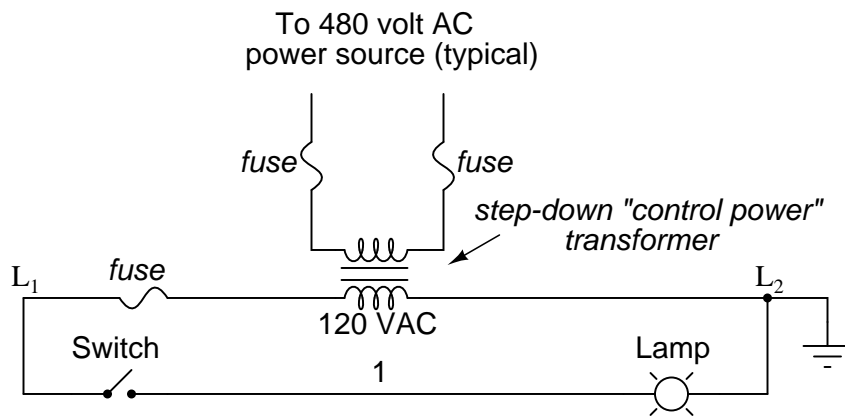 To 480 volt AC
power source (typical)
fuse
fuse
step-down "control power"
transformer
L1
fuse
L2
120 VAC
Switch
1
Lamp